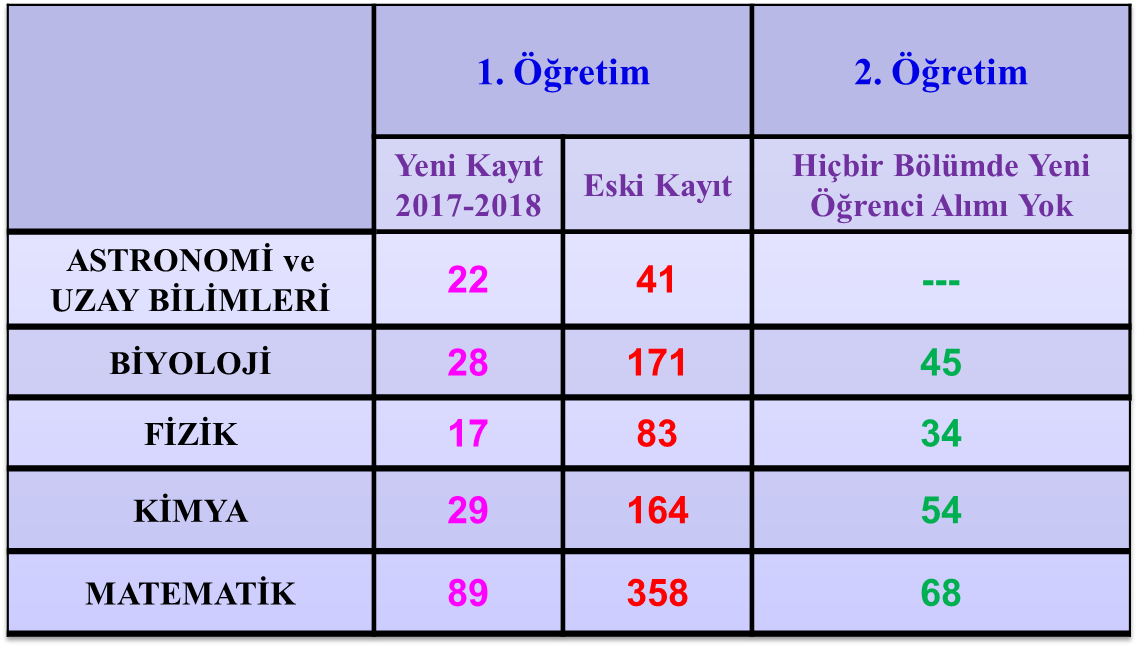 1. Öğretim 2. Öğretim
Yeni Kayıt
2017-2018
Eski Kayıt
Hiçbir Bölümde Yeni
Öğrenci Alımı Yok
ASTRONOMİ ve
UZAY BİLİMLERİ
22 41 ---
BİYOLOJİ 28 171 45
FİZİK 17 83 34
KİMYA 29 164 54
MATEMATİK 89 358 68